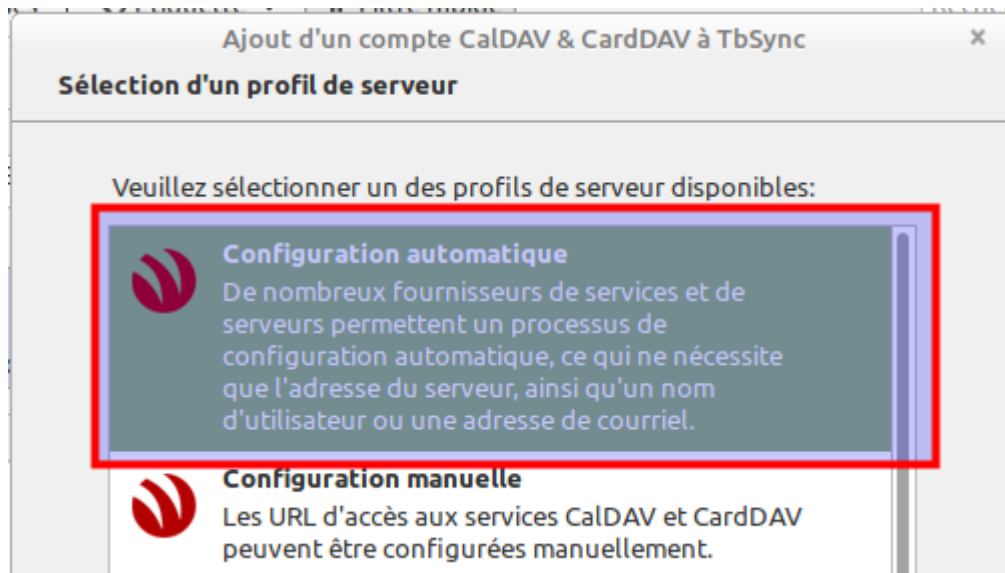 Ajout d'un compte CalDAV & CardDAV à TbSync
Sélection d'un profil de serveur
Veuillez sélectionner un des profils de serveur disponibles:
Configuration automatique
De nombreux fournisseurs de services et de
serveurs permettent un processus de
configuration automatique, ce qui ne nécessite
que l'adresse du serveur, ainsi qu'un nom
d'utilisateur ou une adresse de courriel.
Configuration manuelle
Les URL d'accès aux services CalDAV et CardDAV
peuvent être configurées manuellement.